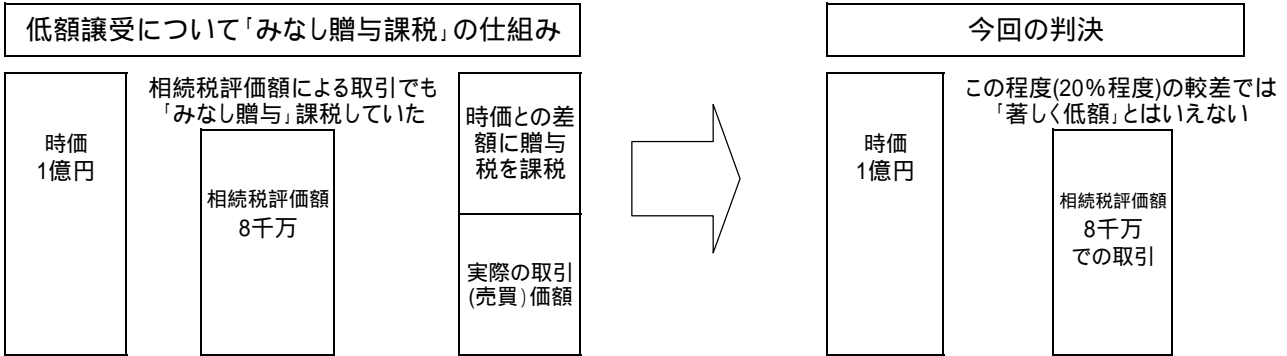 低額譲受について「みなし贈与課税」の仕組み
時価
1億円
相続税評価額による取引でも
「みなし贈与」課税していた
相続税評価額
8千万
時価との差
額に贈与
税を課税
実際の取引
(売買)価額
今回の判決
時価
1億円
この程度(20%程度)の較差では
「著しく低額」とはいえない
相続税評価額
8千万
での取引